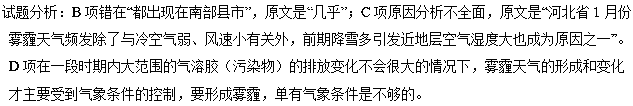 试题分析：B 项错在“都出现在南部县市”，原文是“几乎”；C 项原因分析不全面，原文是“河北省 1 月份
雾霾天气频发除了与冷空气弱、风速小有关外，前期降雪多引发近地层空气湿度大也成为原因之一”。
D 项在一段时期内大范围的气溶胶（污染物）的排放变化不会很大的情况下，雾霾天气的形成和变化
才主要受到气象条件的控制，要形成雾霾，单有气象条件是不够的。